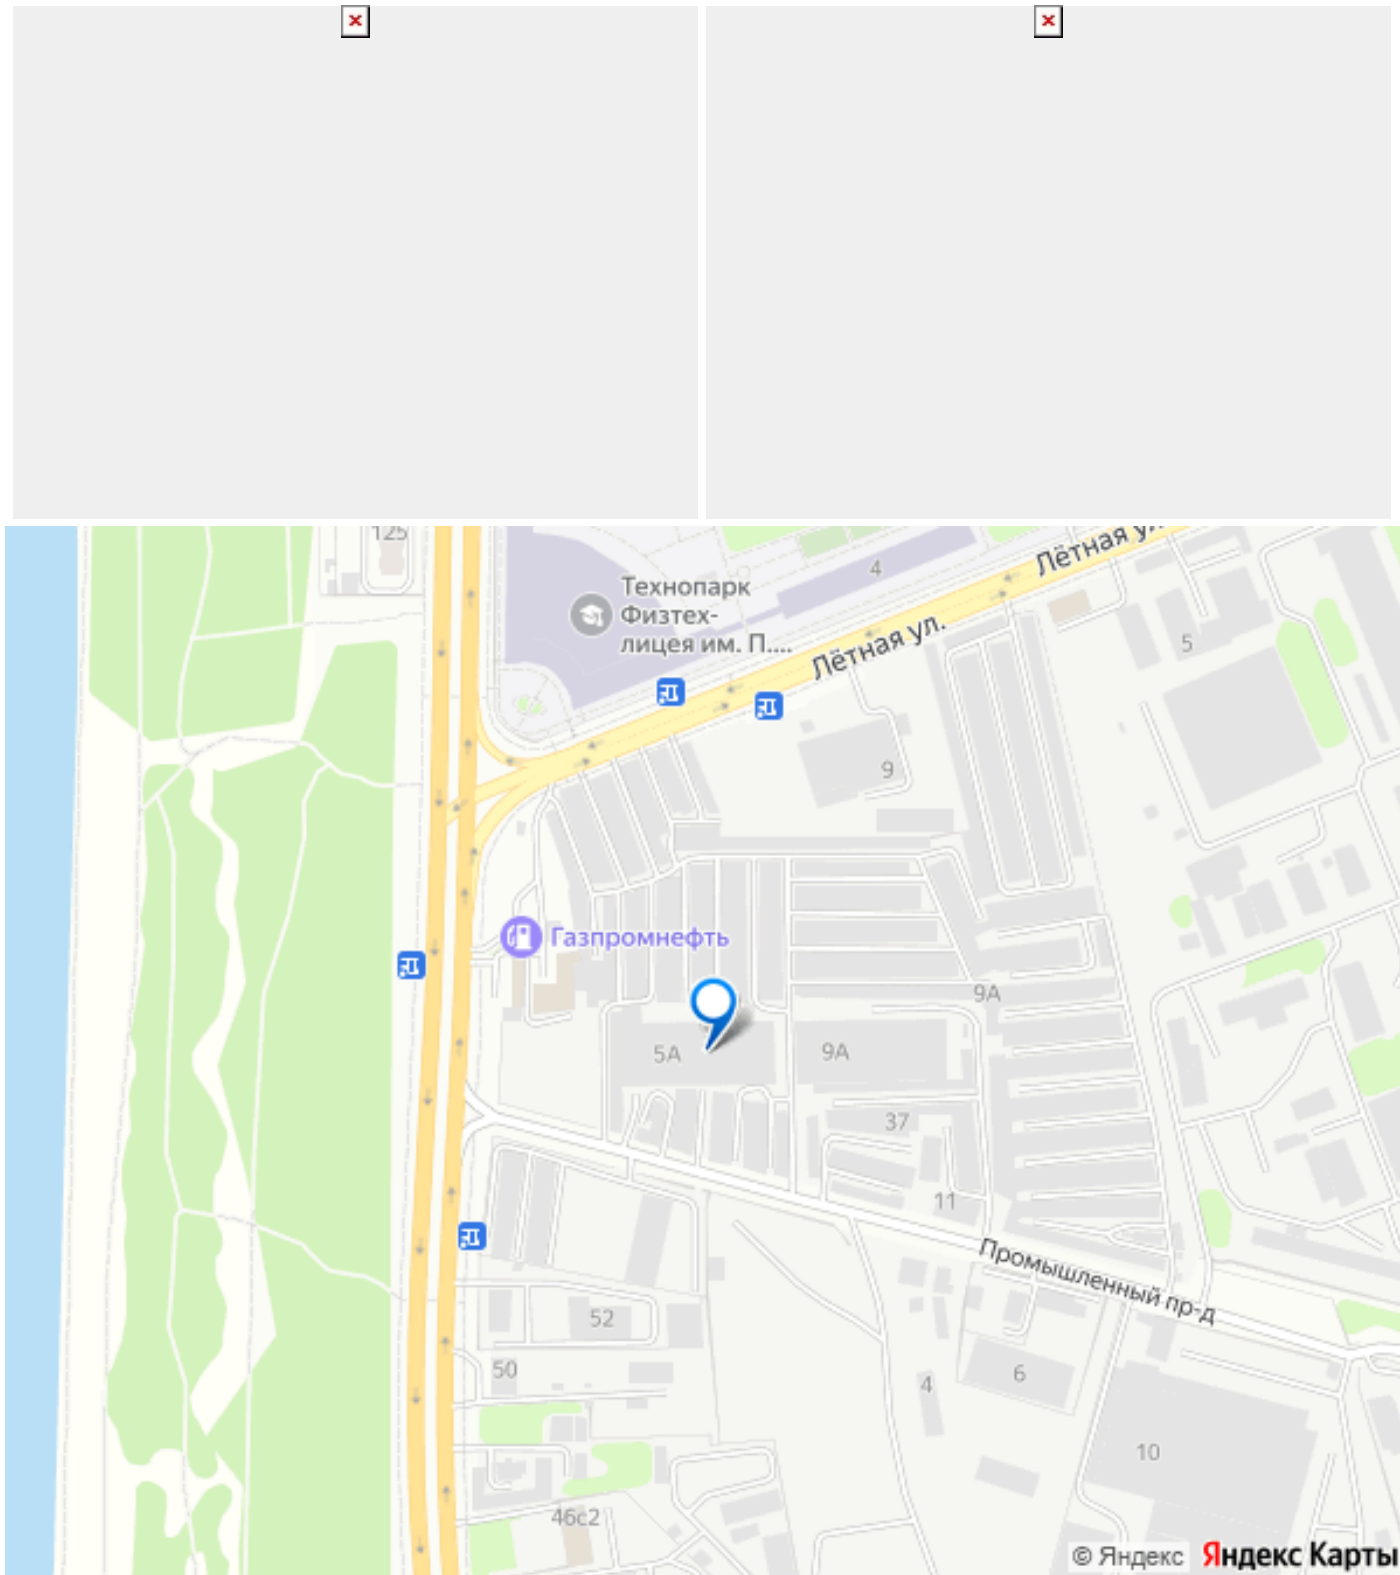 125
Лётная ул.
4
Технопарк
Физтех-
лицея им. П....
Лётная ул.
5
9
Газпромнефть
9А
5А
9А
37
11
Промышленный пр-д
52
50
6
4
10
46с2
© Яндекс Яндекс Карты